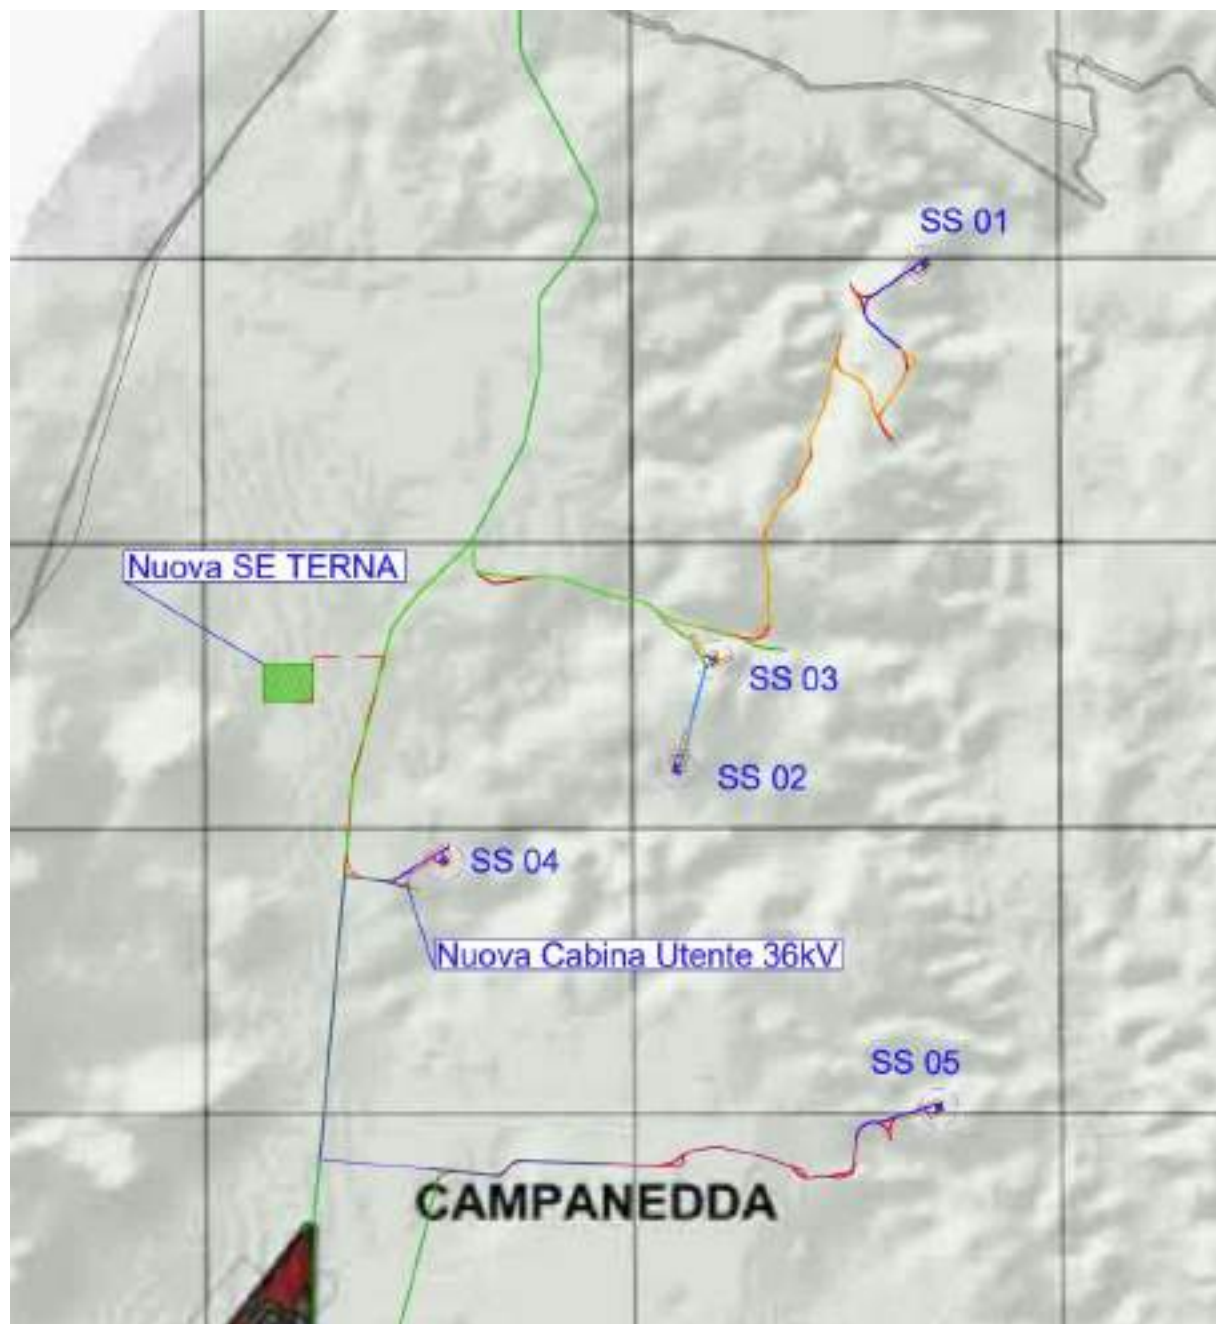 SS 01
Nuova SE TERNA
SS 03
SS 02
SS 04
Nuova Cabina Utente 36kV
SS 05
CAMPANEDDA